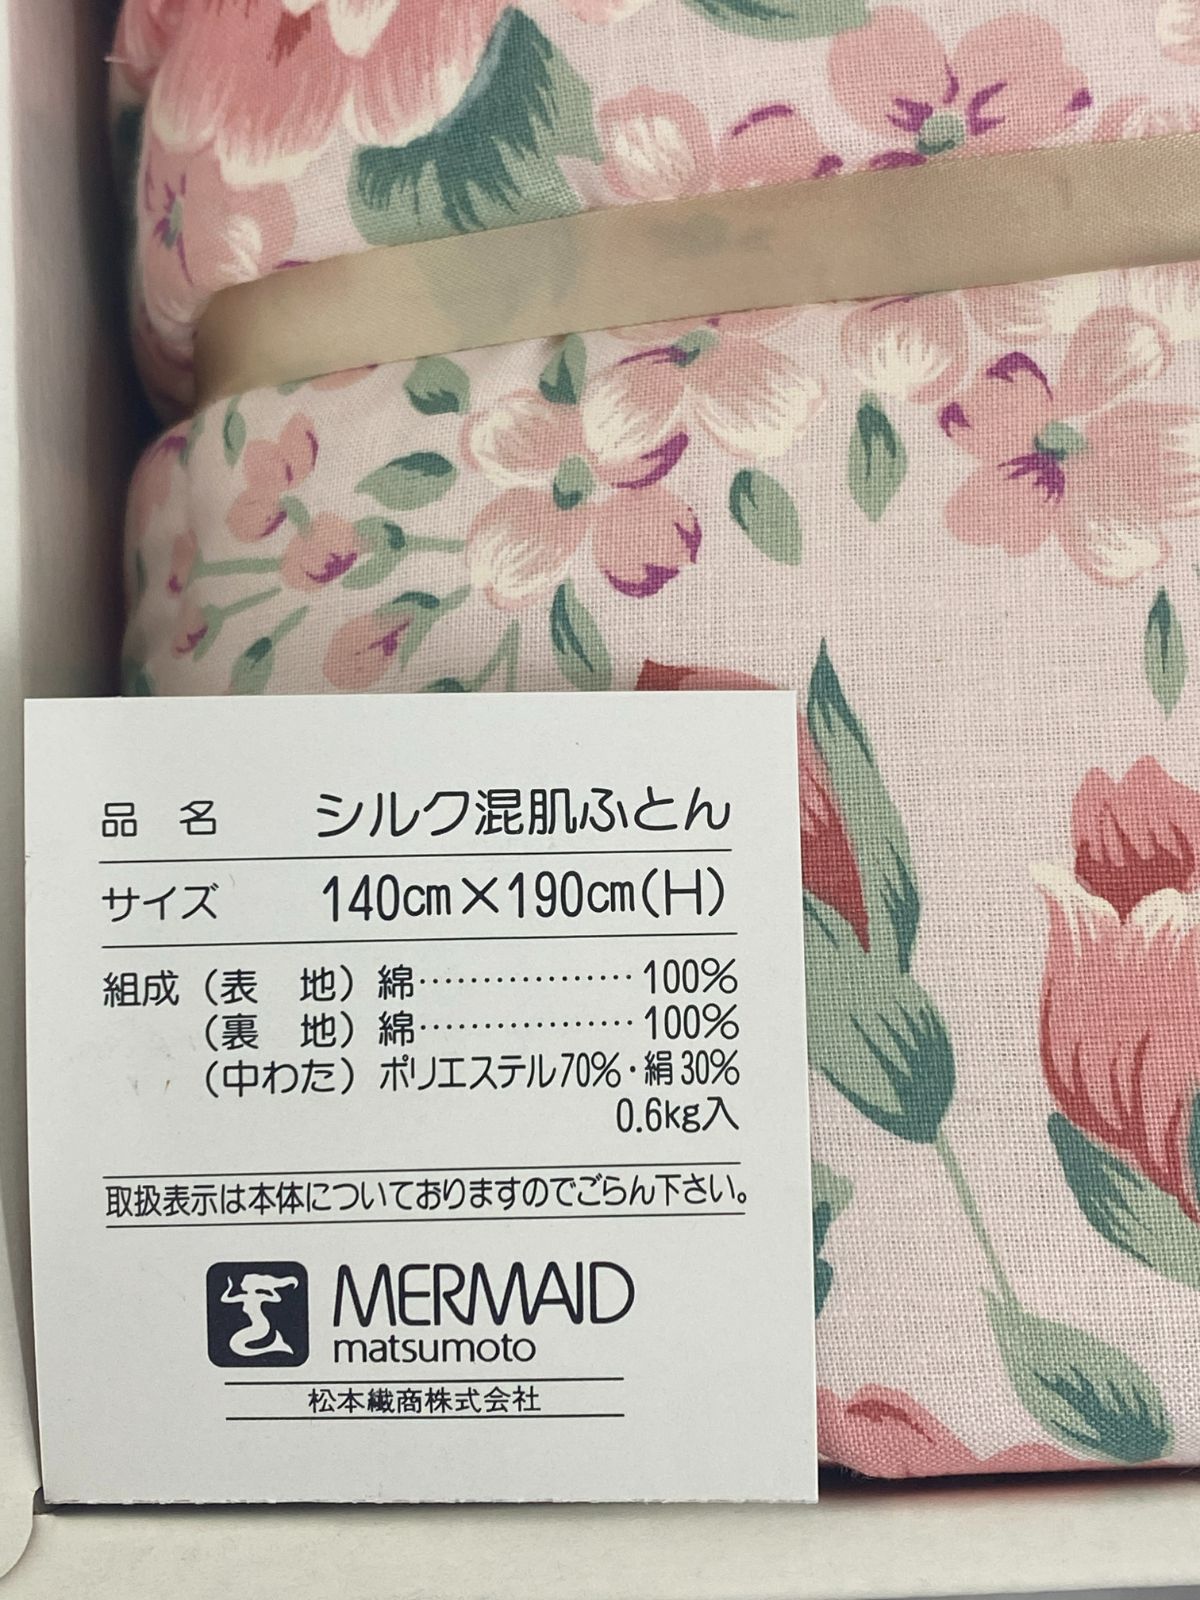 品　名　シルク混肌ふとん
サイズ　140cm×190cm(H)
組成（表　地）綿………………100%
（裏　地）綿………………100%
（中わた）ポリエステル70%・絹30%
0.6kg入
取扱表示は本体についておりますのでごらん下さい。
MERMAID
matsumoto
松本繊商株式会社